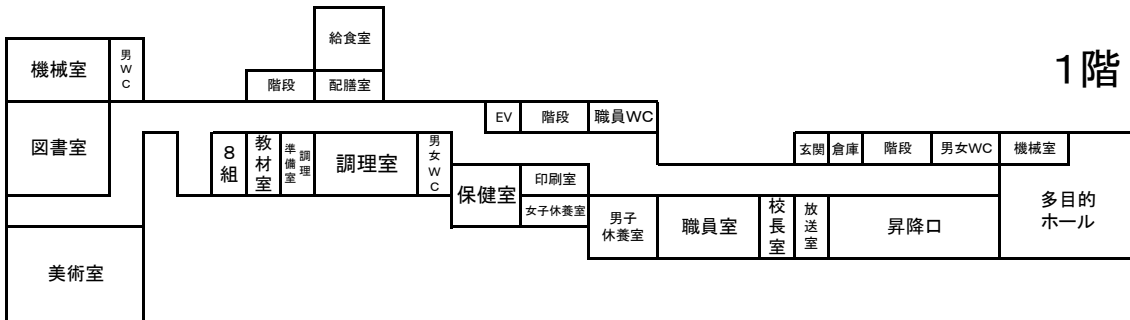 給食室
1階
機械室
男
W
C
階段
配膳室
EV
階段
職員WC
図書室
8
組
教
材
室
準
備
室
調
理
調理室
男
女
W
C
玄関
倉庫
階段
男女WC
機械室
保健室
印刷室
女子休養室
男子
休養室
職員室
校
長
室
放
送
室
昇降口
多目的
ホール
美術室